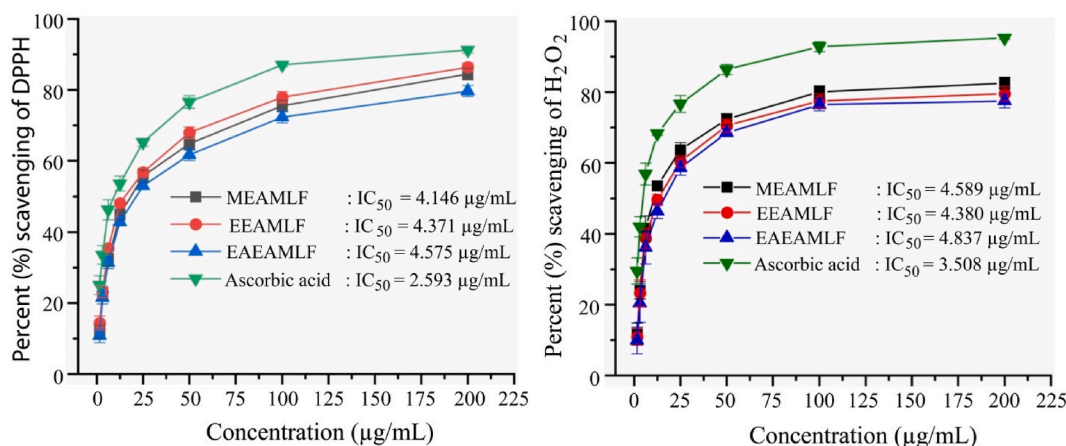 Percent (%) scavenging of DPPH
100
80
60
40
20
0
MEAMLF : IC50 = 4.146 µg/mL
EEAMLF : IC50 = 4.371 µg/mL
EAEAMLF : IC50 = 4.575 µg/mL
Ascorbic acid : IC50 = 2.593 µg/mL
0 25 50 75 100 125 150 175 200 225
Concentration (µg/mL)
Percent (%) scavenging of H2O2
100
80
60
40
20
0
MEAMLF : IC50 = 4.589 µg/mL
EEAMLF : IC50 = 4.380 µg/mL
EAEAMLF : IC50 = 4.837 µg/mL
Ascorbic acid : IC50 = 3.508 µg/mL
0 25 50 75 100 125 150 175 200 225
Concentration (µg/mL)